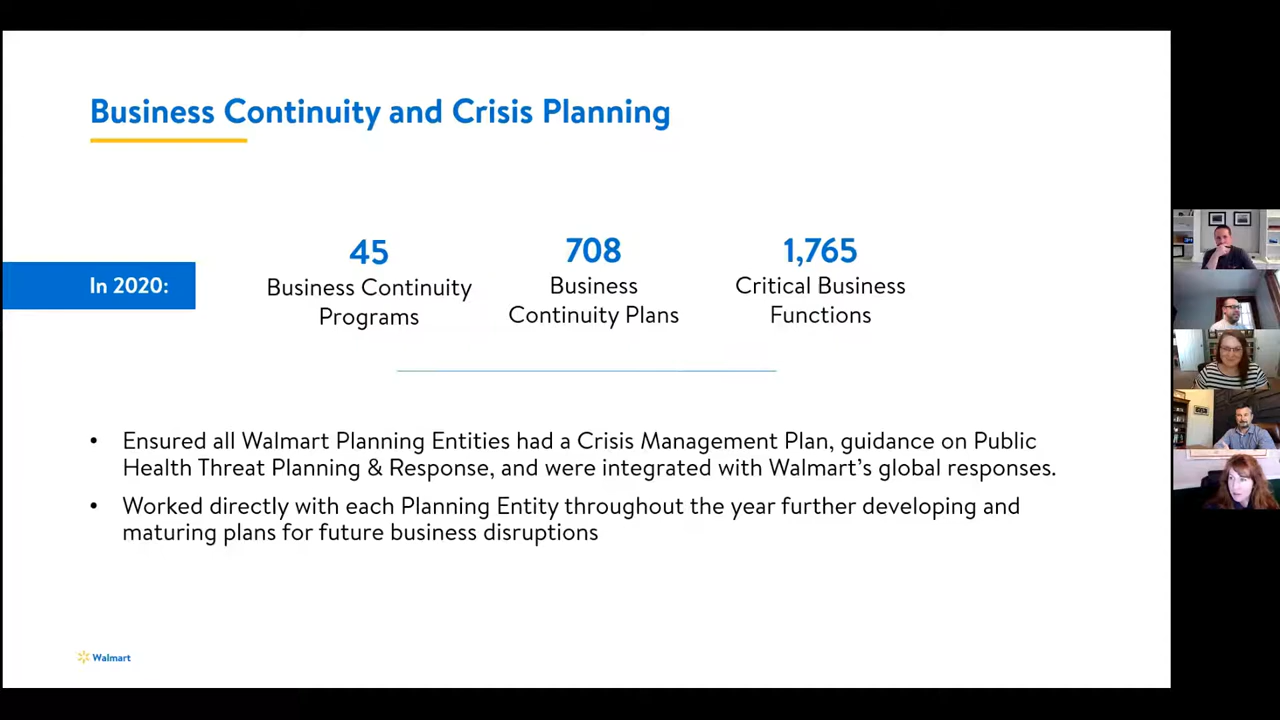 Business Continuity and Crisis Planning
In 2020:
45
Business Continuity
Programs
708
Business
Continuity Plans
1,765
Critical Business
Functions
• Ensured all Walmart Planning Entities had a Crisis Management Plan, guidance on Public
Health Threat Planning & Response, and were integrated with Walmart’s global responses.
• Worked directly with each Planning Entity throughout the year further developing and
maturing plans for future business disruptions
Walmart